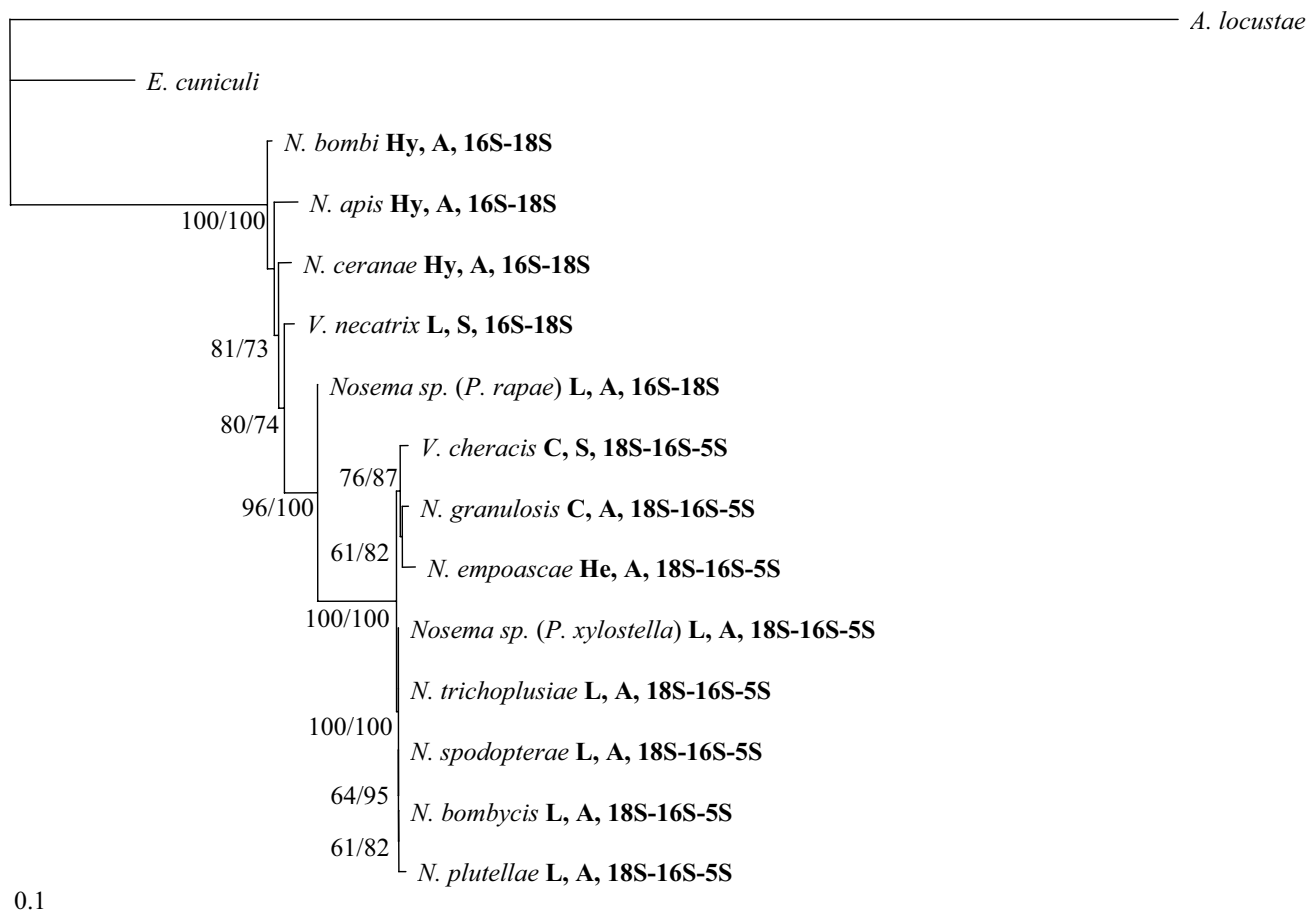 A. locustae
E. cuniculi
N. bombi Hy, A, 16S-18S
N. apis Hy, A, 16S-18S
100/100
N. ceranae Hy, A, 16S-18S
V. necatrix L, S, 16S-18S
81/73
Nosema sp. (P. rapae) L, A, 16S-18S
80/74
V. cheracis C, S, 18S-16S-5S
76/87
N. granulosis C, A, 18S-16S-5S
96/100
61/82
N. empoascae He, A, 18S-16S-5S
100/100
Nosema sp. (P. xylostella) L, A, 18S-16S-5S
N. trichoplusiae L, A, 18S-16S-5S
100/100
N. spodopterae L, A, 18S-16S-5S
64/95
N. bombycis L, A, 18S-16S-5S
61/82
N. plutellae L, A, 18S-16S-5S
0.1